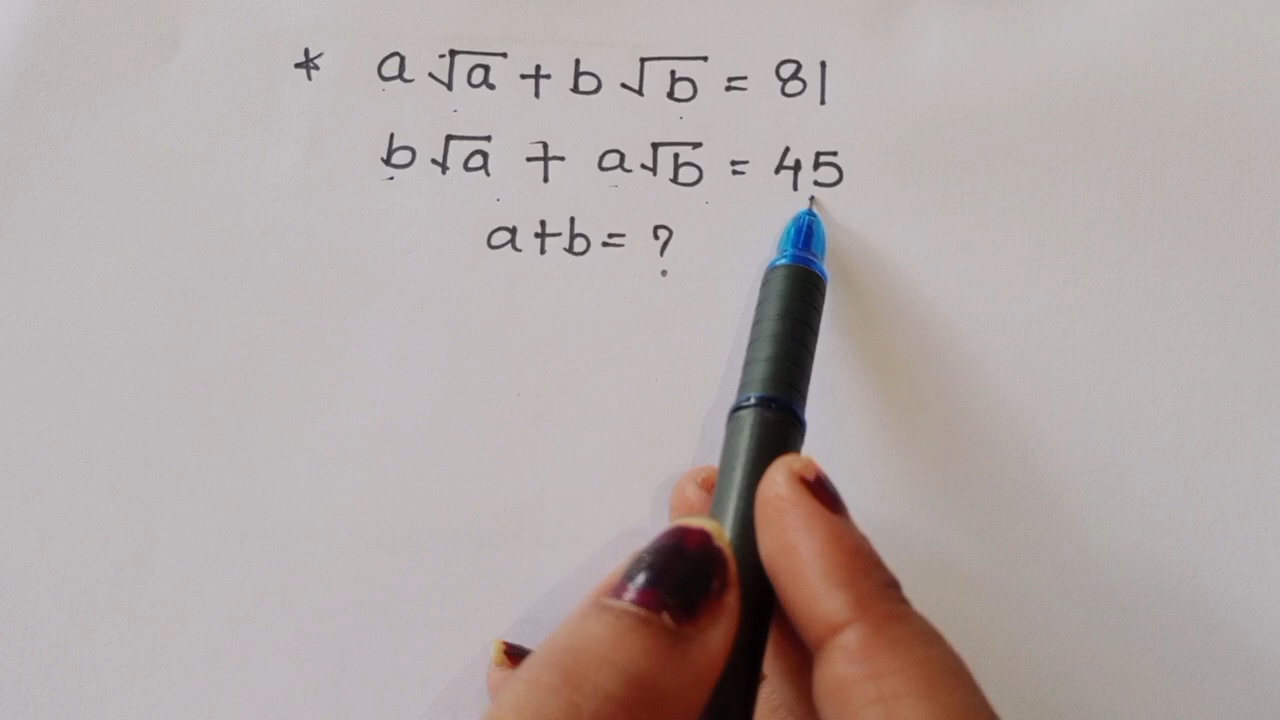 * a√a + b√b = 81
b√a + a√b = 45
a+b = ?